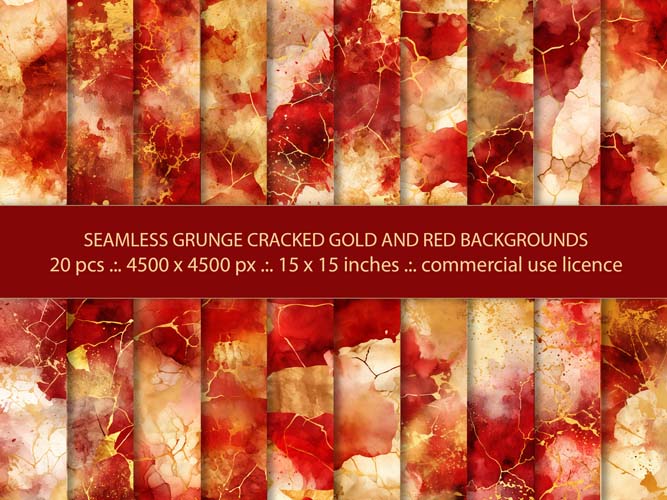 SEAMLESS GRUNGE CRACKED GOLD AND RED BACKGROUNDS
20 pcs .:. 4500 x 4500 px .:. 15 x 15 inches .:. commercial use licence